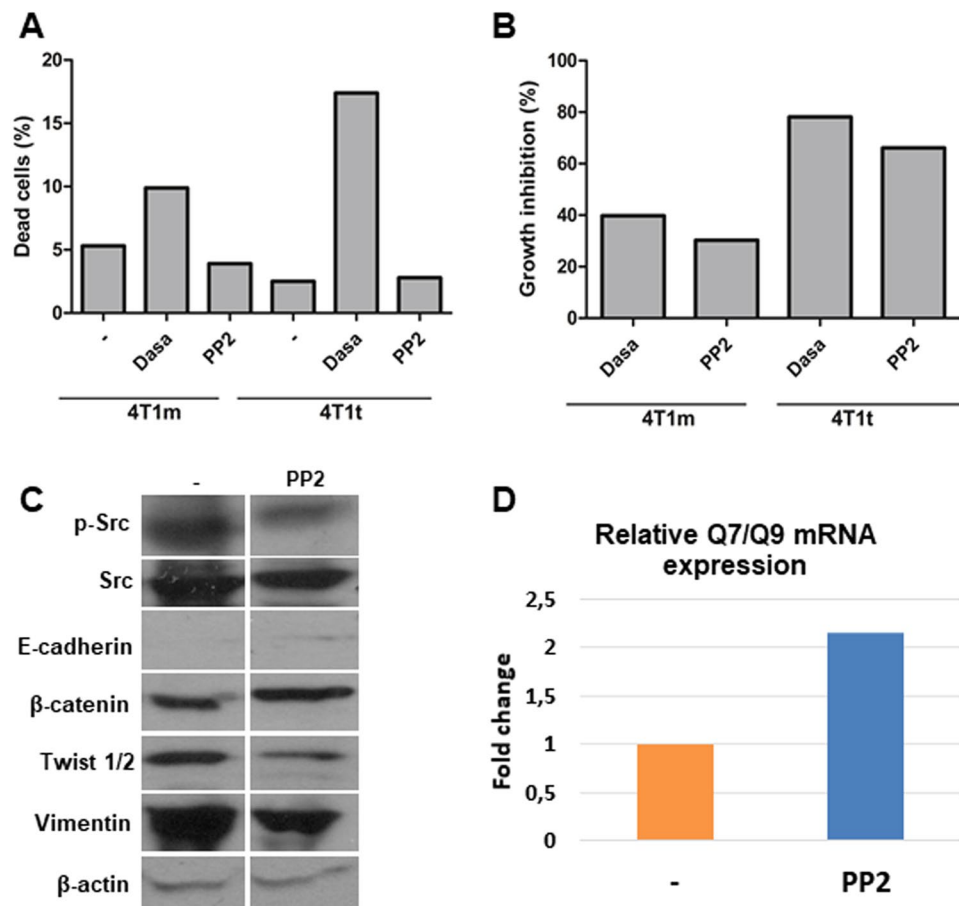 A
Dead cells (%)
20
15
10
5
0
-
Dasa
PP2
-
Dasa
PP2
4T1m
4T1t
B
Growth inhibition (%)
100
80
60
40
20
0
Dasa
PP2
Dasa
PP2
4T1m
4T1t
C
-
PP2
p-Src
Src
E-cadherin
β-catenin
Twist 1/2
Vimentin
β-actin
D
Relative Q7/Q9 mRNA
expression
Fold change
2,5
2
1,5
1
0,5
0
-
PP2